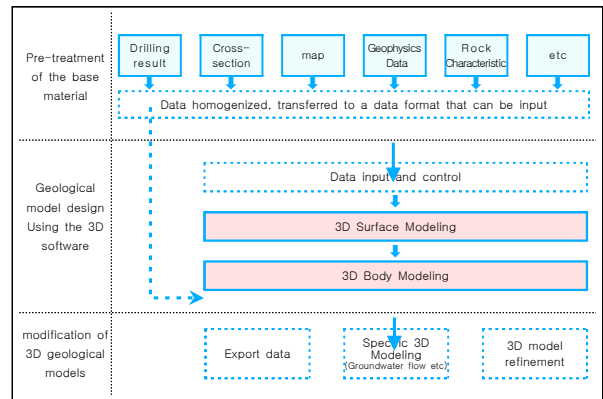 Pre-treatment
of the base
material
Drilling
result
Cross-
section
map
Geophysics
Data
Rock
Characteristic
etc
Data homogenized, transferred to a data format that can be input
Geological
model design
Using the 3D
software
Data input and control
3D Surface Modeling
3D Body Modeling
modification of
3D geological
models
Export data
Specific 3D
Modeling
(Groundwater flow etc)
3D model
refinement